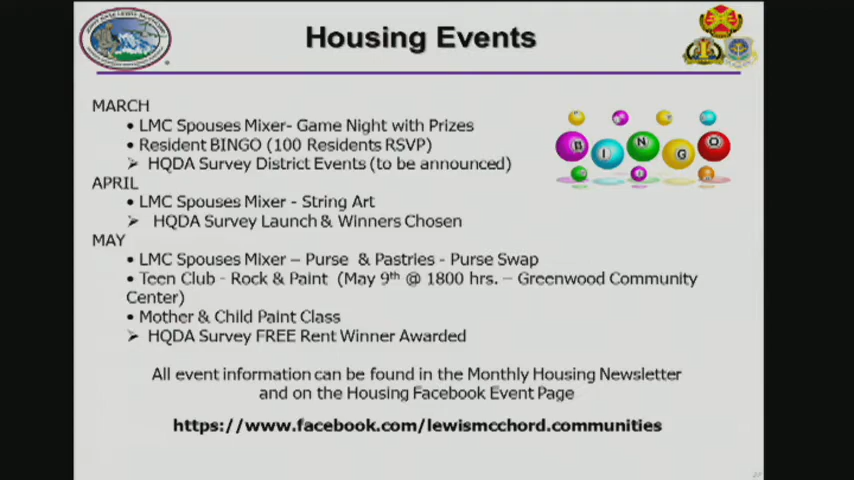 Housing Events
MARCH
• LMC Spouses Mixer- Game Night with Prizes
• Resident BINGO (100 Residents RSVP)
➢ HQDA Survey District Events (to be announced)
APRIL
• LMC Spouses Mixer - String Art
➢ HQDA Survey Launch & Winners Chosen
MAY
• LMC Spouses Mixer – Purse & Pastries - Purse Swap
• Teen Club - Rock & Paint (May 9th @ 1800 hrs. – Greenwood Community
Center)
• Mother & Child Paint Class
➢ HQDA Survey FREE Rent Winner Awarded
B I N G O
All event information can be found in the Monthly Housing Newsletter
and on the Housing Facebook Event Page
https://www.facebook.com/lewismcchord.communities